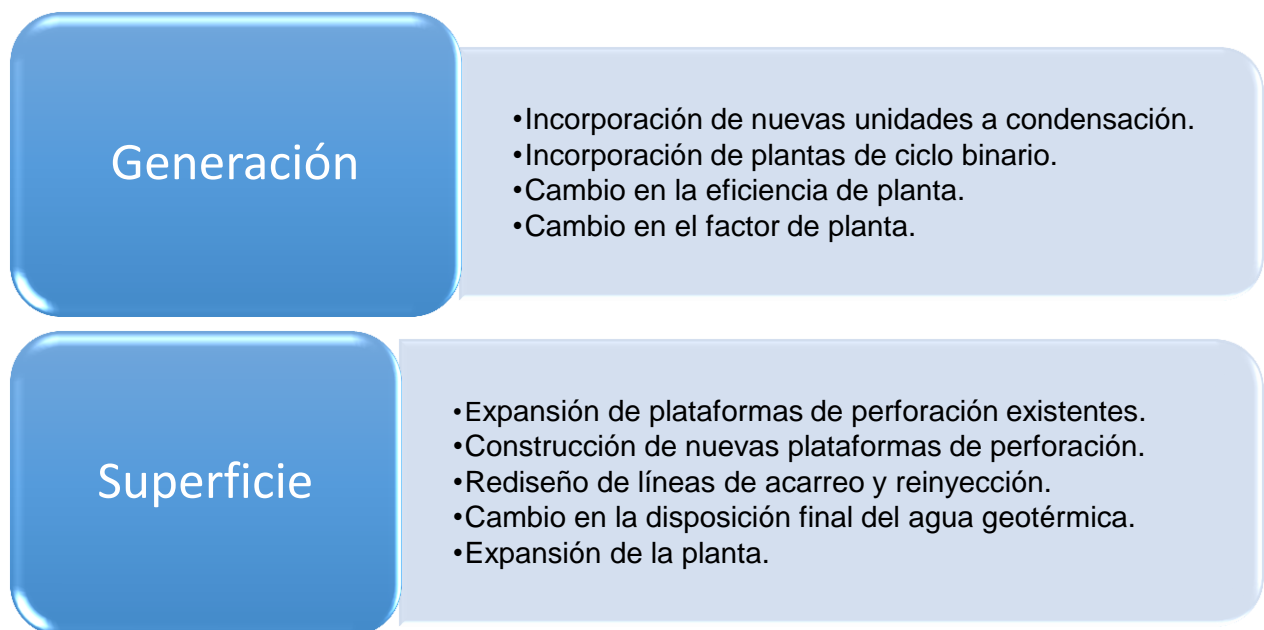 Generación
•Incorporación de nuevas unidades a condensación.
•Incorporación de plantas de ciclo binario.
•Cambio en la eficiencia de planta.
•Cambio en el factor de planta.
Superficie
•Expansión de plataformas de perforación existentes.
•Construcción de nuevas plataformas de perforación.
•Rediseño de líneas de acarreo y reinyección.
•Cambio en la disposición final del agua geotérmica.
•Expansión de la planta.